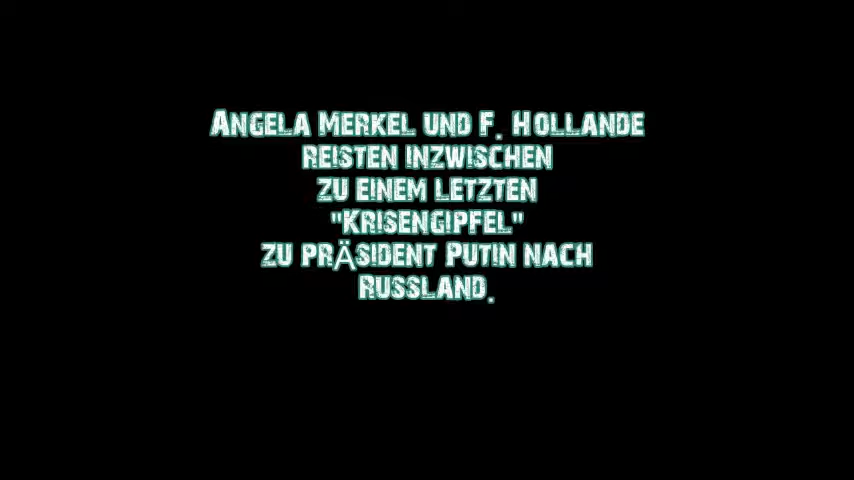 Angela Merkel und F. Hollande
reisten inzwischen
zu einem letzten
"Krisengipfel"
zu präsident Putin nach
Russland.